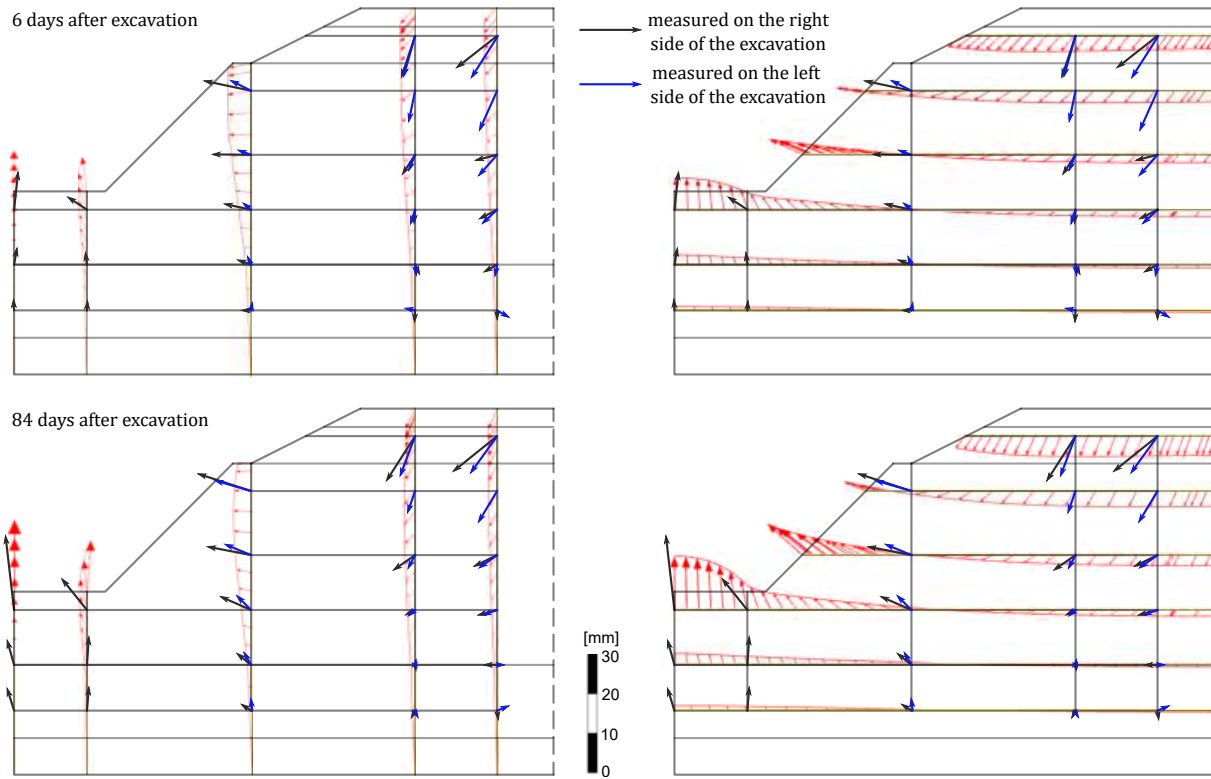 6 days after excavation
measured on the right
side of the excavation
measured on the left
side of the excavation
84 days after excavation
[mm]
30
20
10
0